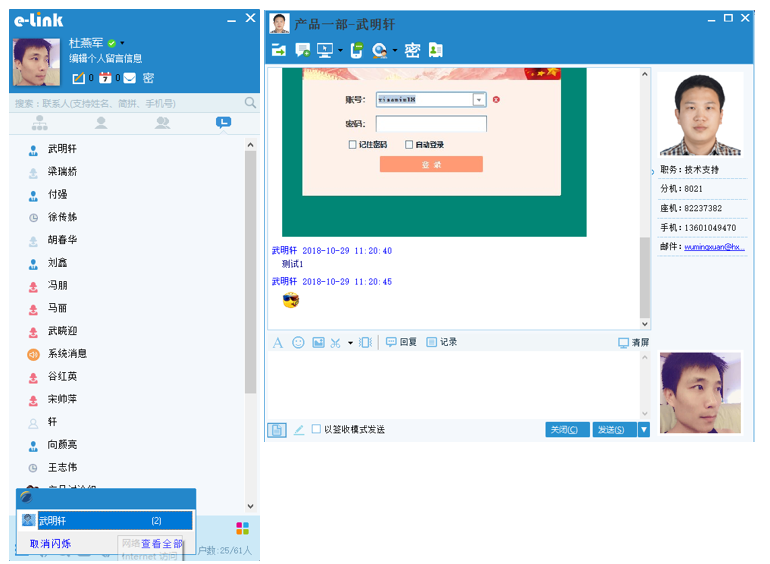 e-Link
杜燕军
编辑个人留言信息
0 0 密
搜索：联系人(支持姓名、简拼、手机号)
武明轩
梁瑞娇
付强
胡春华
刘鑫
冯朋
马丽
武晓迎
系统消息
谷红英
宋帅萍
轩
向颜亮
王志伟
武明轩 (2)
取消闪烁 查看全部
户数:25/61人
产品一部-武明轩
密
账号：
密码：
记住密码 自动登录
登 录
武明轩 2018-10-29 11:20:40
测试1
武明轩 2018-10-29 11:20:45
A 回复 记录 清屏
以签收模式发送 关闭(C) 发送(S)
职务：技术支持
分机：8021
座机：82237382
手机：13601049470
邮件：wumingxuan@hx...